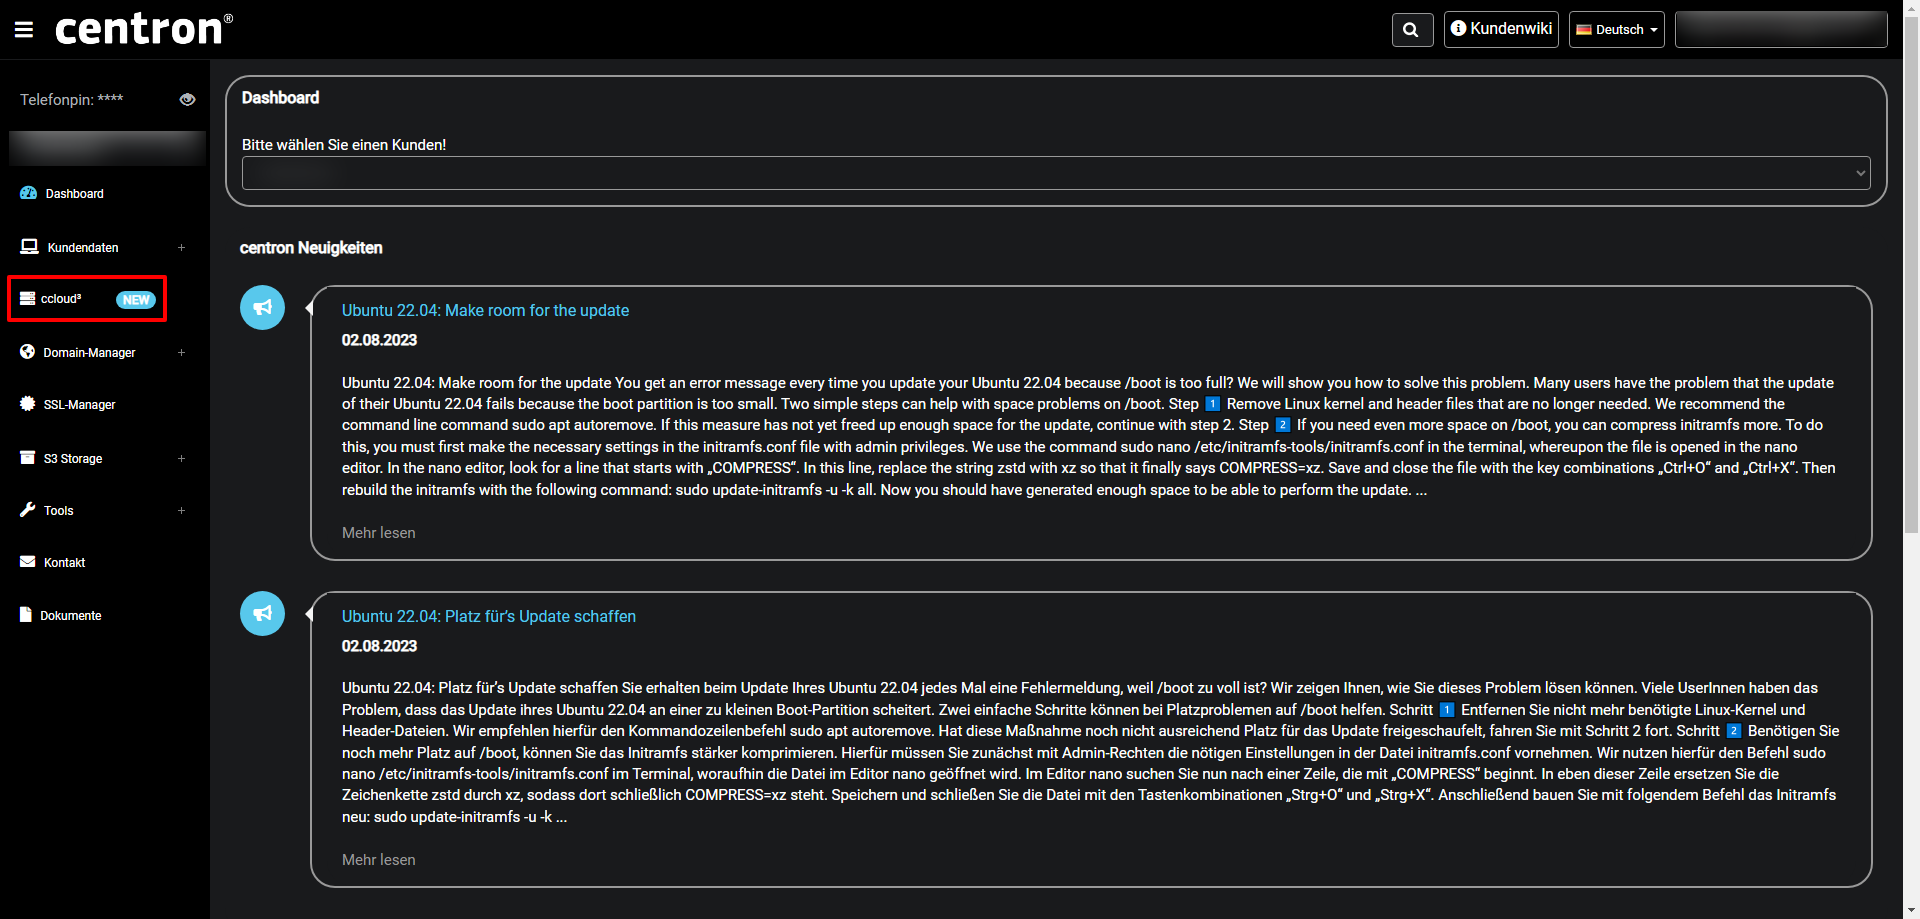 centron®
Kundenwiki
Deutsch
Telefonpin: ****
Dashboard
Kundendaten +
ccloud³ NEW
Domain-Manager +
SSL-Manager
S3 Storage +
Tools +
Kontakt
Dokumente
Dashboard
Bitte wählen Sie einen Kunden!
centron Neuigkeiten
Ubuntu 22.04: Make room for the update
02.08.2023
Ubuntu 22.04: Make room for the update You get an error message every time you update your Ubuntu 22.04 because /boot is too full? We will show you how to solve this problem. Many users have the problem that the update
of their Ubuntu 22.04 fails because the boot partition is too small. Two simple steps can help with space problems on /boot. Step 1 Remove Linux kernel and header files that are no longer needed. We recommend the
command line command sudo apt autoremove. If this measure has not yet freed up enough space for the update, continue with step 2. Step 2 If you need even more space on /boot, you can compress initramfs more. To do
this, you must first make the necessary settings in the initramfs.conf file with admin privileges. We use the command sudo nano /etc/initramfs-tools/initramfs.conf in the terminal, whereupon the file is opened in the nano
editor. In the nano editor, look for a line that starts with „COMPRESS“. In this line, replace the string zstd with xz so that it finally says COMPRESS=xz. Save and close the file with the key combinations „Ctrl+O“ and „Ctrl+X“. Then
rebuild the initramfs with the following command: sudo update-initramfs -u -k all. Now you should have generated enough space to be able to perform the update. ...
Mehr lesen
Ubuntu 22.04: Platz für’s Update schaffen
02.08.2023
Ubuntu 22.04: Platz für’s Update schaffen Sie erhalten beim Update Ihres Ubuntu 22.04 jedes Mal eine Fehlermeldung, weil /boot zu voll ist? Wir zeigen Ihnen, wie Sie dieses Problem lösen können. Viele UserInnen haben das
Problem, dass das Update ihres Ubuntu 22.04 an einer zu kleinen Boot-Partition scheitert. Zwei einfache Schritte können bei Platzproblemen auf /boot helfen. Schritt 1 Entfernen Sie nicht mehr benötigte Linux-Kernel und
Header-Dateien. Wir empfehlen hierfür den Kommandozeilenbefehl sudo apt autoremove. Hat diese Maßnahme noch nicht ausreichend Platz für das Update freigeschaufelt, fahren Sie mit Schritt 2 fort. Schritt 2 Benötigen Sie
noch mehr Platz auf /boot, können Sie das Initramfs stärker komprimieren. Hierfür müssen Sie zunächst mit Admin-Rechten die nötigen Einstellungen in der Datei initramfs.conf vornehmen. Wir nutzen hierfür den Befehl sudo
nano /etc/initramfs-tools/initramfs.conf im Terminal, woraufhin die Datei im Editor nano geöffnet wird. Im Editor nano suchen Sie nun nach einer Zeile, die mit „COMPRESS“ beginnt. In eben dieser Zeile ersetzen Sie die
Zeichenkette zstd durch xz, sodass dort schließlich COMPRESS=xz steht. Speichern und schließen Sie die Datei mit den Tastenkombinationen „Strg+O“ und „Strg+X“. Anschließend bauen Sie mit folgendem Befehl das Initramfs
neu: sudo update-initramfs -u -k ...
Mehr lesen